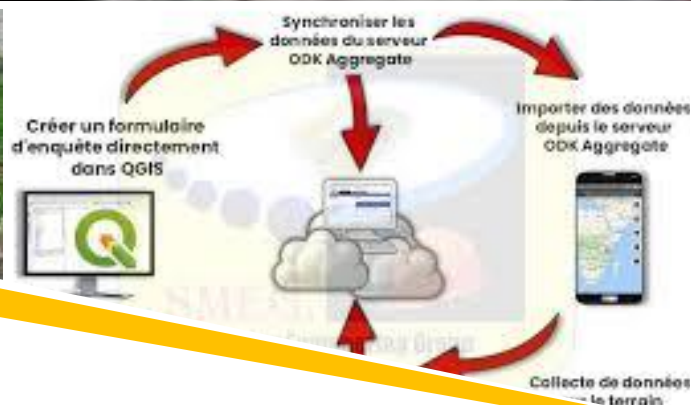 Synchroniser les
données du serveur
ODK Aggregate
Créer un formulaire
d'enquête directement
dans QGIS
Importer des données
depuis le serveur
ODK Aggregate
Collecte de données
le terrain